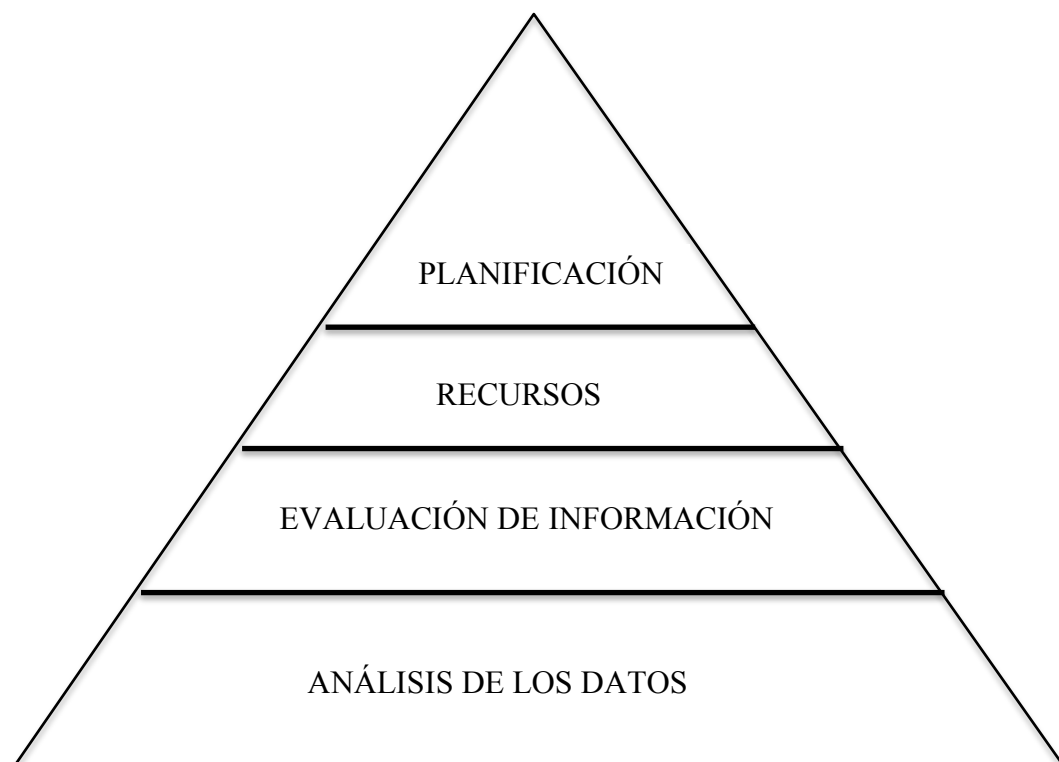 PLANIFICACIÓN
RECURSOS
EVALUACIÓN DE INFORMACIÓN
ANÁLISIS DE LOS DATOS